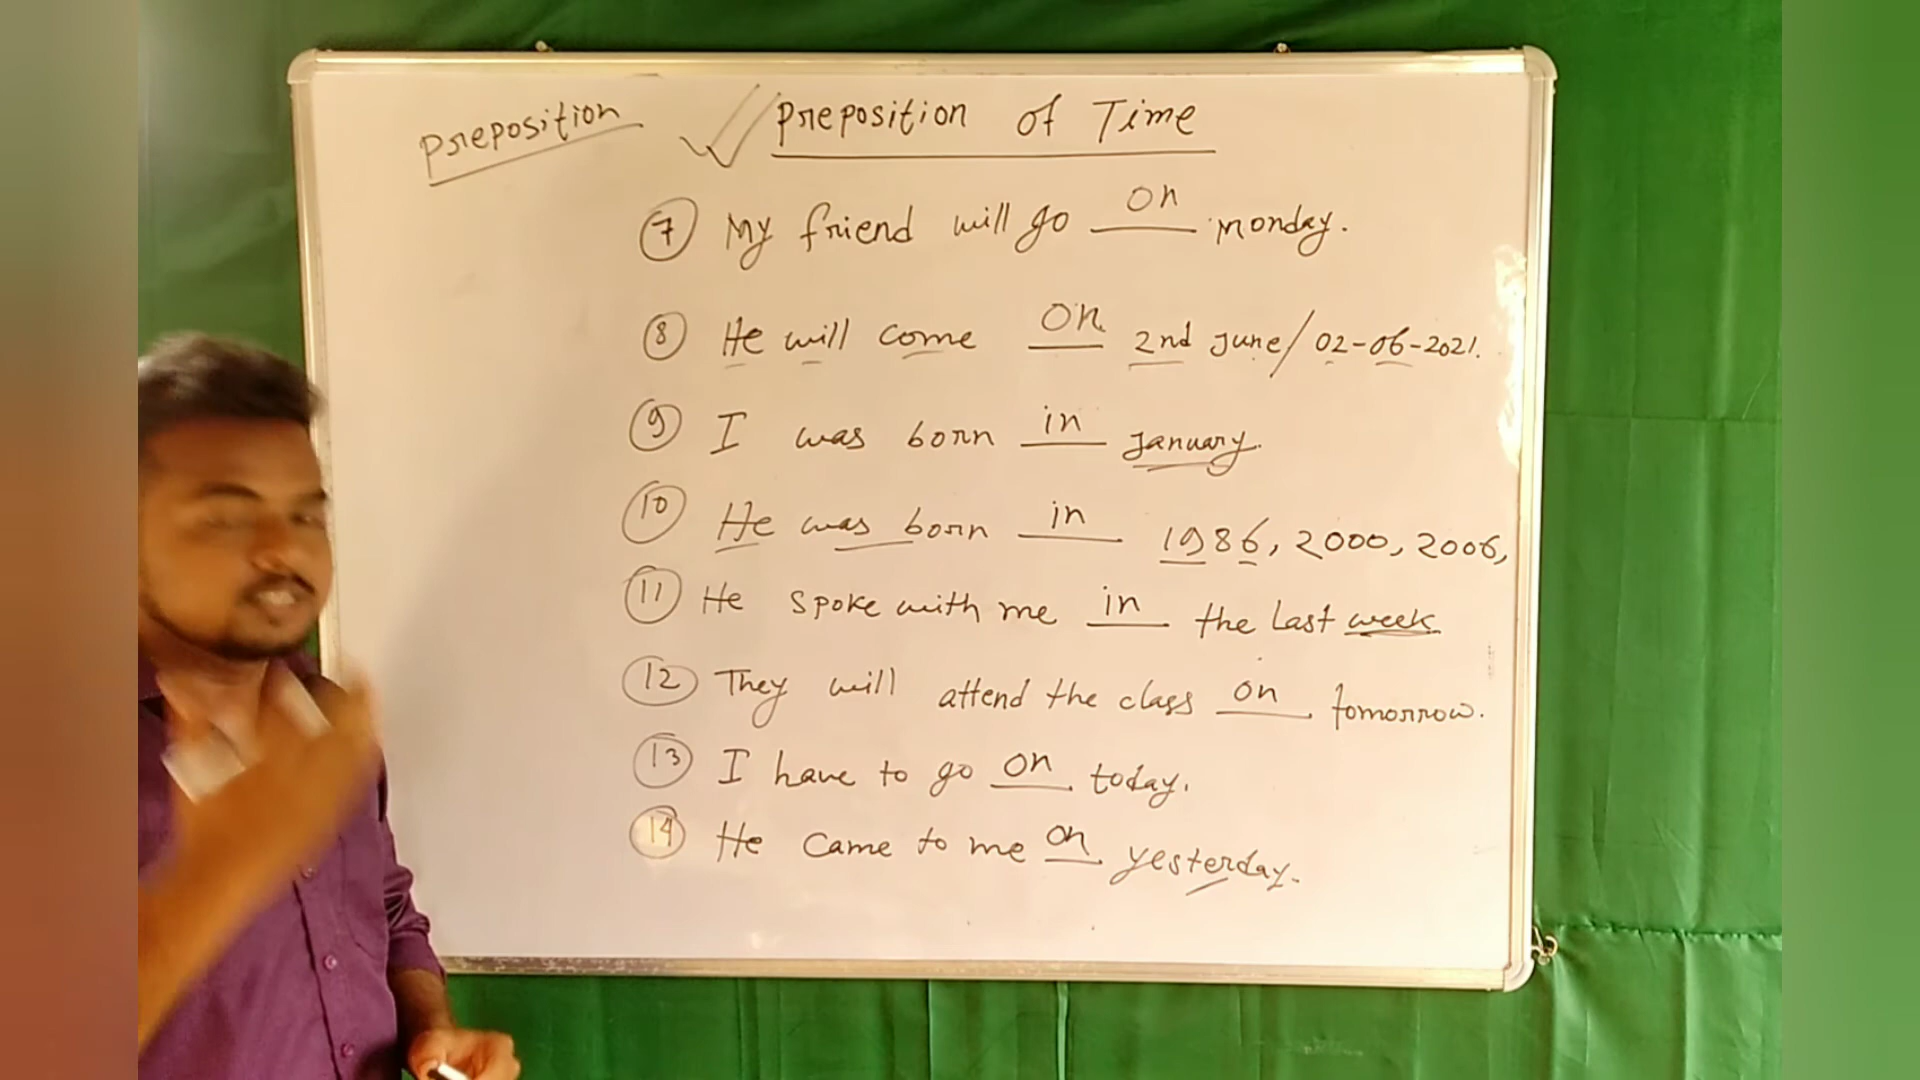 Preposition
Preposition of Time
7 My friend will go on monday.
8 He will come on 2nd june/02-06-2021.
9 I was born in january.
10 He was born in 1986, 2000, 2006,
11 He spoke with me in the last week
12 They will attend the class on tomorrow.
13 I have to go on today.
14 He came to me on yesterday.